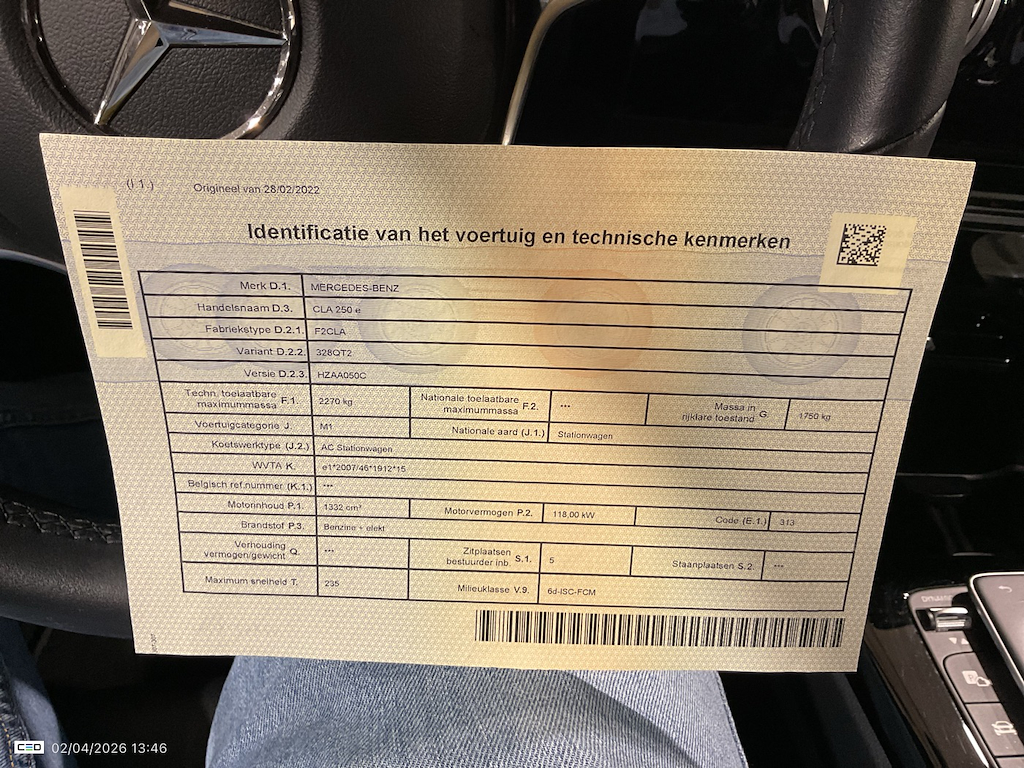 (I.1.) Origineel van 28/02/2022
Identificatie van het voertuig en technische kenmerken
Merk D.1. MERCEDES-BENZ
Handelsnaam D.3. CLA 250 e
Fabriekstype D.2.1. F2CLA
Variant D.2.2. 328QT2
Versie D.2.3. HZAA050C
Techn. toelaatbare maximummassa F.1. 2270 kg Nationale toelaatbare maximummassa F.2. *** Massa in rijklare toestand G. 1750 kg
Voertuigcategorie J. M1 Nationale aard (J.1.) Stationwagen
Koetswerktype (J.2.) AC Stationwagen
WVTA K. e1*2007/46*1912*15
Belgisch ref.nummer (K.1.) ***
Motorinhoud P.1. 1332 cm³ Motorvermogen P.2. 118,00 kW Code (E.1.) 313
Brandstof P.3. Benzine + elekt
Verhouding vermogen/gewicht Q. *** Zitplaatsen bestuurder inb. S.1. 5 Staanplaatsen S.2. ***
Maximum snelheid T. 235 Milieuklasse V.9. 6d-ISC-FCM
CEO 02/04/2026 13:46